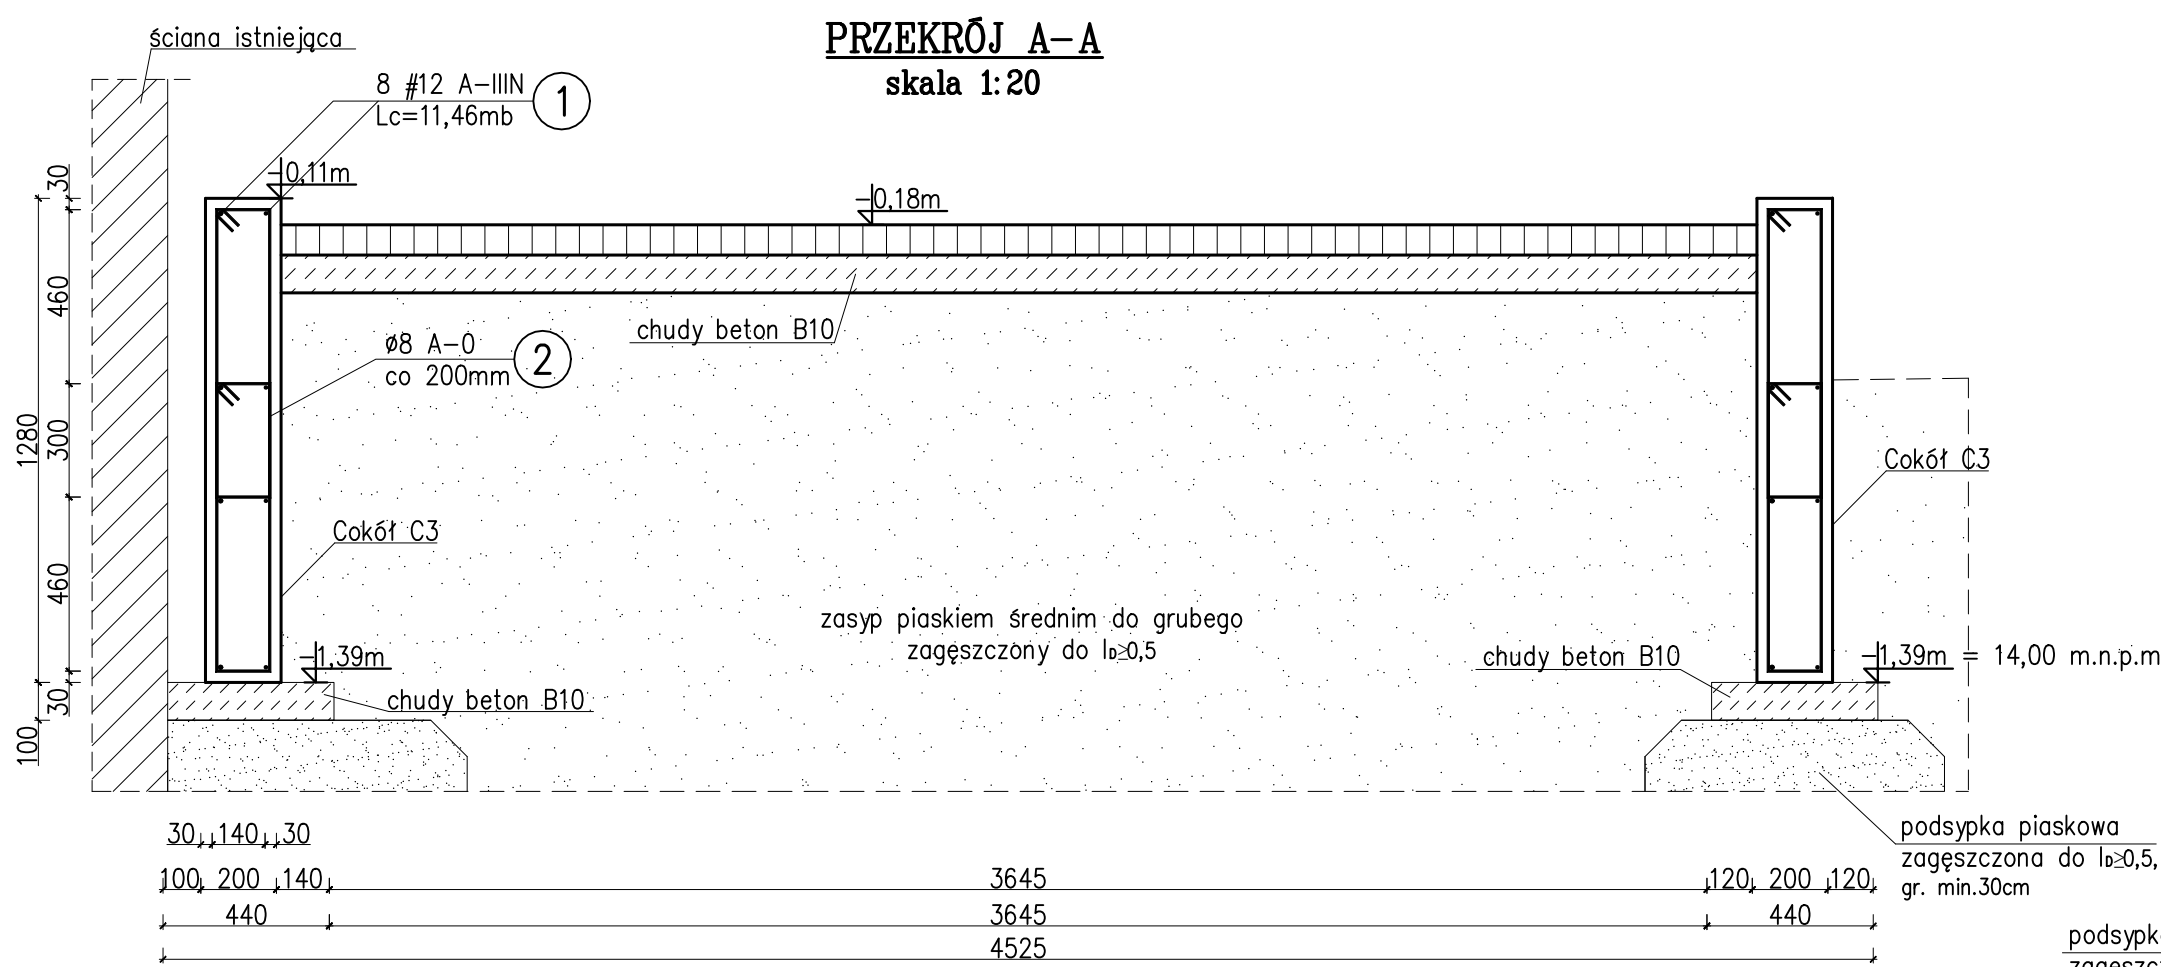 PRZEKRÓJ A-A
skala 1:20
ściana istniejąca
8 #12 A-IIIN
Lc=11,46mb
1
-0,11m
-0,18m
30
460
300
460
30
1280
100
ø8 A-0
co 200mm
2
chudy beton B10
Cokół C3
Cokół C3
zasyp piaskiem średnim do grubego
zagęszczony do ID≥0,5
-1,39m
chudy beton B10
chudy beton B10
-1,39m = 14,00 m.n.p.m
podsypka piaskowa
zagęszczona do ID≥0,5,
gr. min.30cm
30 140 30
100 200 140 3645 120 200 120
440 3645 440
4525
podsypk